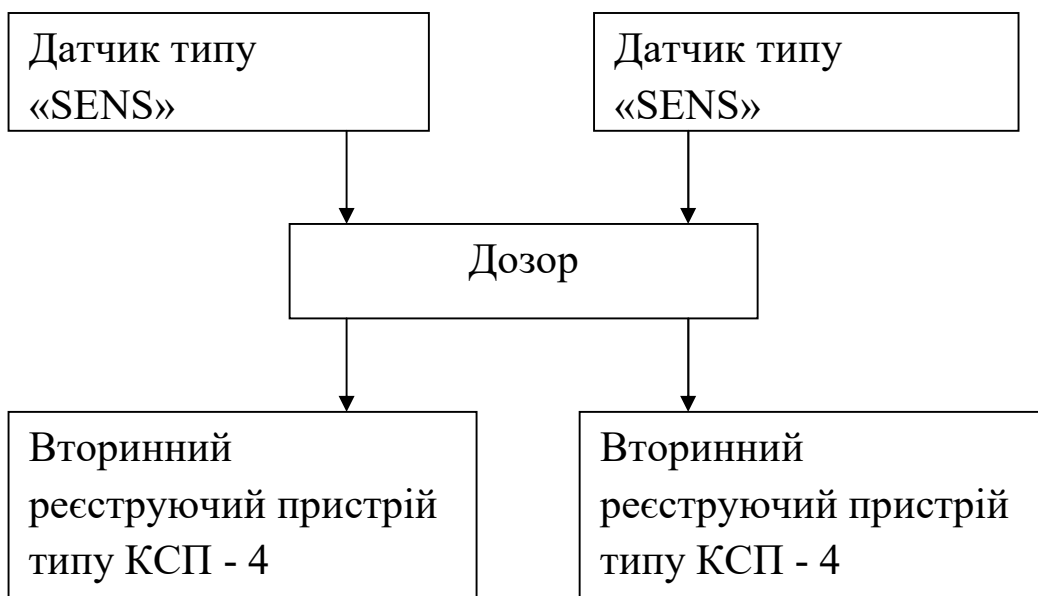 Датчик типу
«SENS»
Датчик типу
«SENS»
Дозор
Вторинний
реєструючий пристрій
типу КСП - 4
Вторинний
реєструючий пристрій
типу КСП - 4